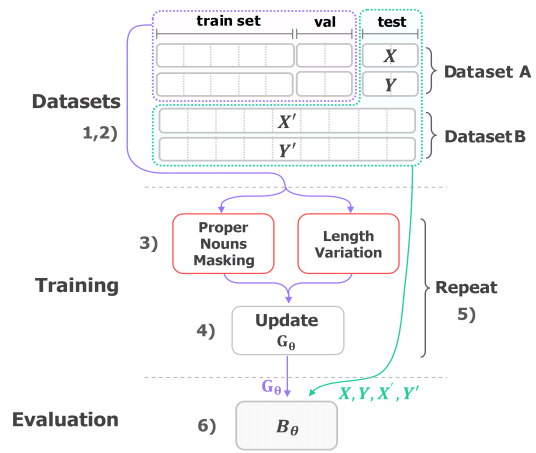 train set val test
X
Y
Dataset A
Datasets
1,2)
X′
Y′
Dataset B
3)
Proper
Nouns
Masking
Length
Variation
Training
Repeat
5)
4)
Update
Gθ
Gθ
X, Y, X′, Y′
Evaluation
6)
Bθ